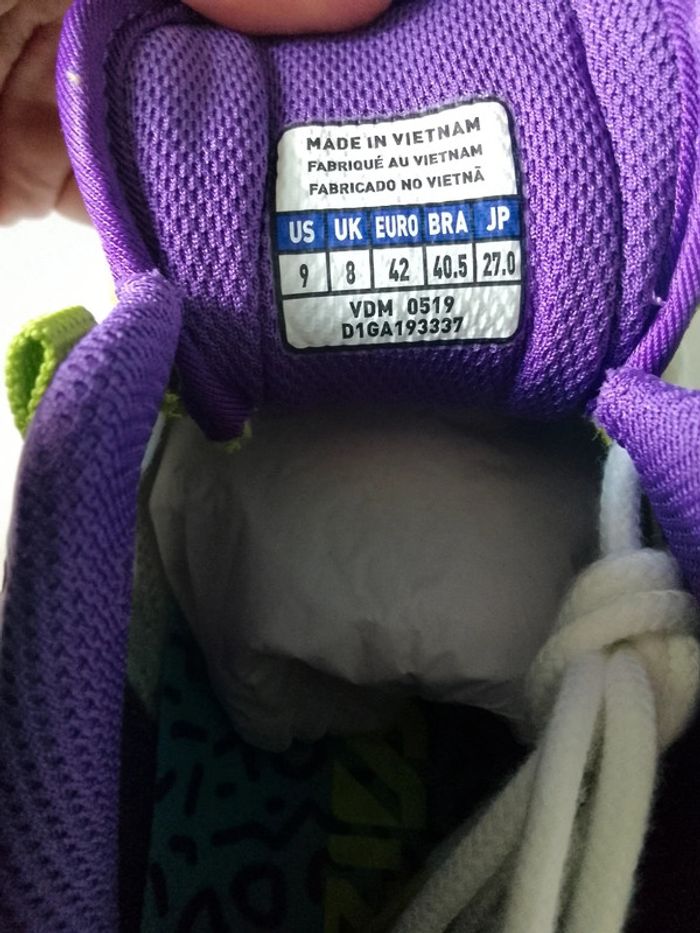 MADE IN VIETNAM
FABRIQUÉ AU VIETNAM
FABRICADO NO VIETNÃ
US UK EURO BRA JP
9 8 42 40.5 27.0
VDM 0519
D1GA193337